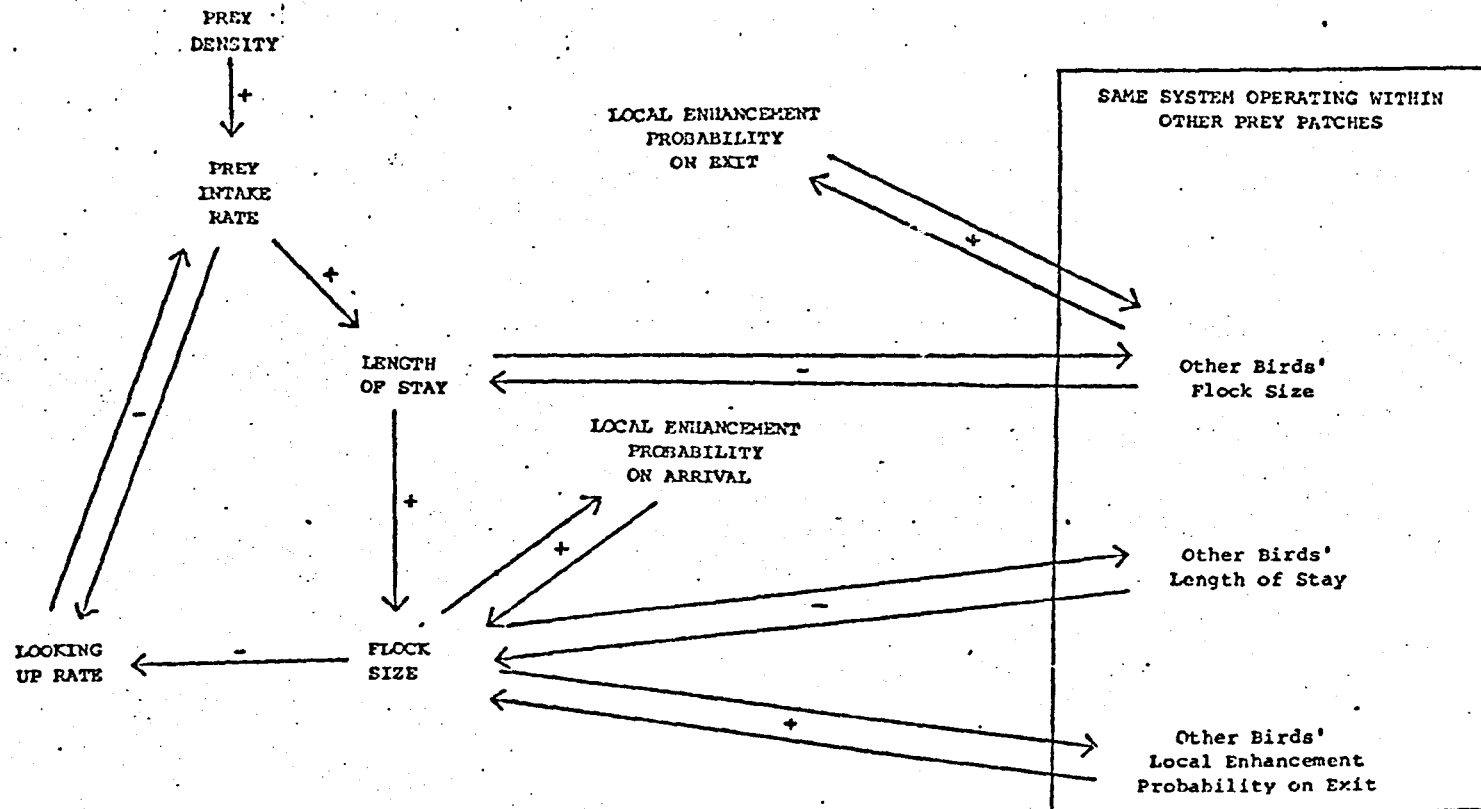 PREY
DENSITY
+
PREY
INTAKE
RATE
+
LOCAL ENHANCEMENT
PROBABILITY
ON EXIT
+
SAME SYSTEM OPERATING WITHIN
OTHER PREY PATCHES
LENGTH
OF STAY
-
Other Birds'
Flock Size
-
+
LOCAL ENHANCEMENT
PROBABILITY
ON ARRIVAL
+
Other Birds'
Length of Stay
-
LOOKING
UP RATE
-
FLOCK
SIZE
+
Other Birds'
Local Enhancement
Probability on Exit